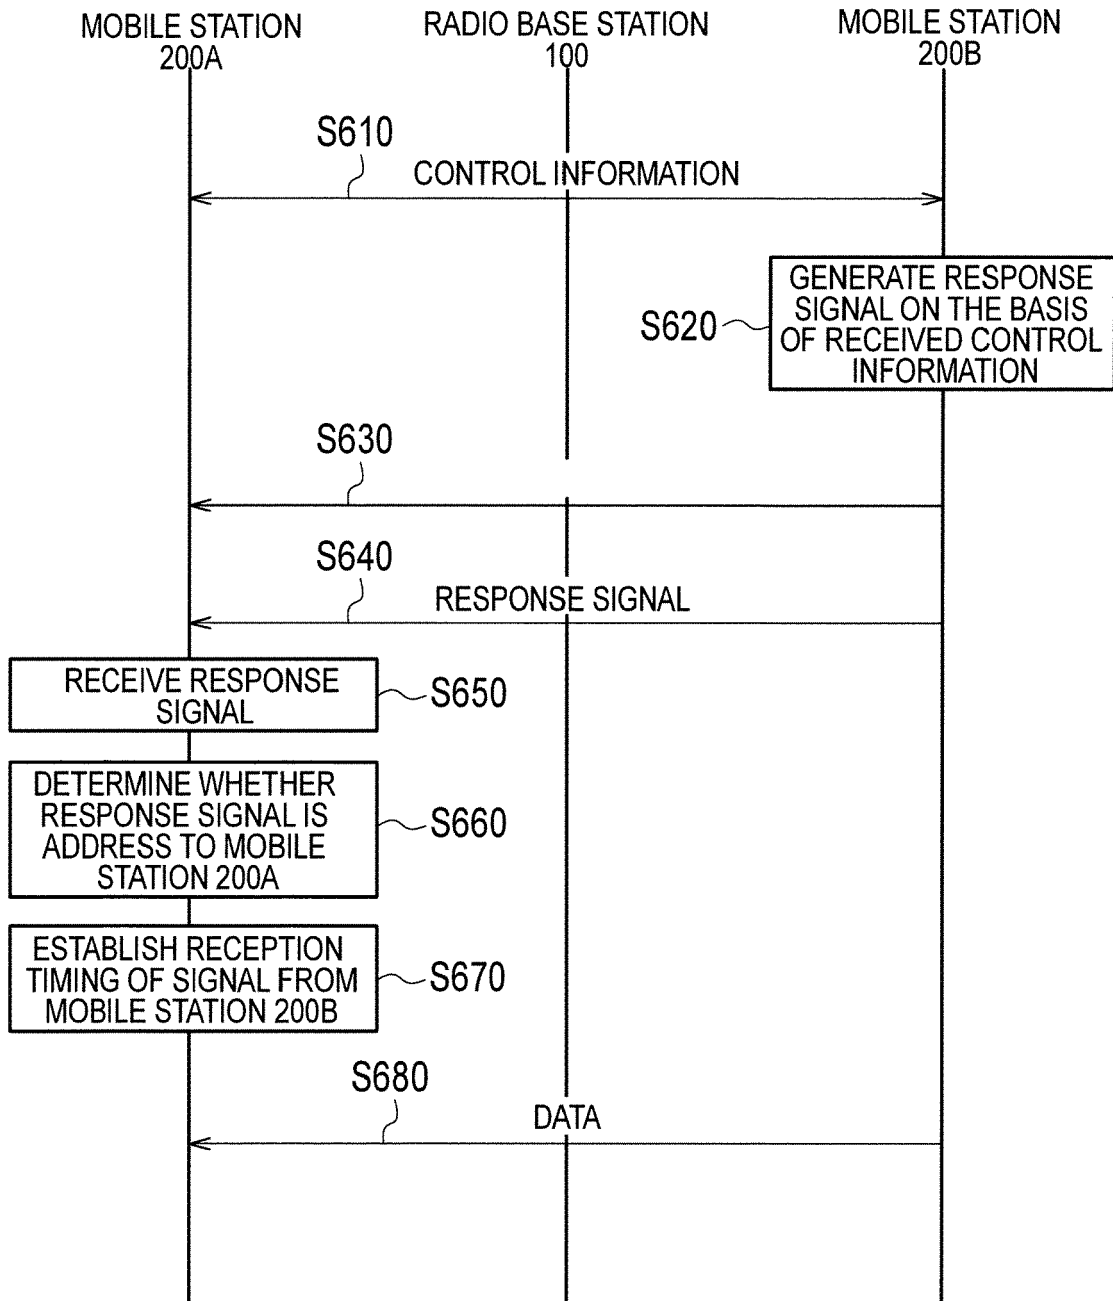 MOBILE STATION
200A
RADIO BASE STATION
100
MOBILE STATION
200B
S610
CONTROL INFORMATION
GENERATE RESPONSE
SIGNAL ON THE BASIS
OF RECEIVED CONTROL
INFORMATION
S620
S630
S640
RESPONSE SIGNAL
RECEIVE RESPONSE
SIGNAL
S650
DETERMINE WHETHER
RESPONSE SIGNAL IS
ADDRESS TO MOBILE
STATION 200A
S660
ESTABLISH RECEPTION
TIMING OF SIGNAL FROM
MOBILE STATION 200B
S670
S680
DATA